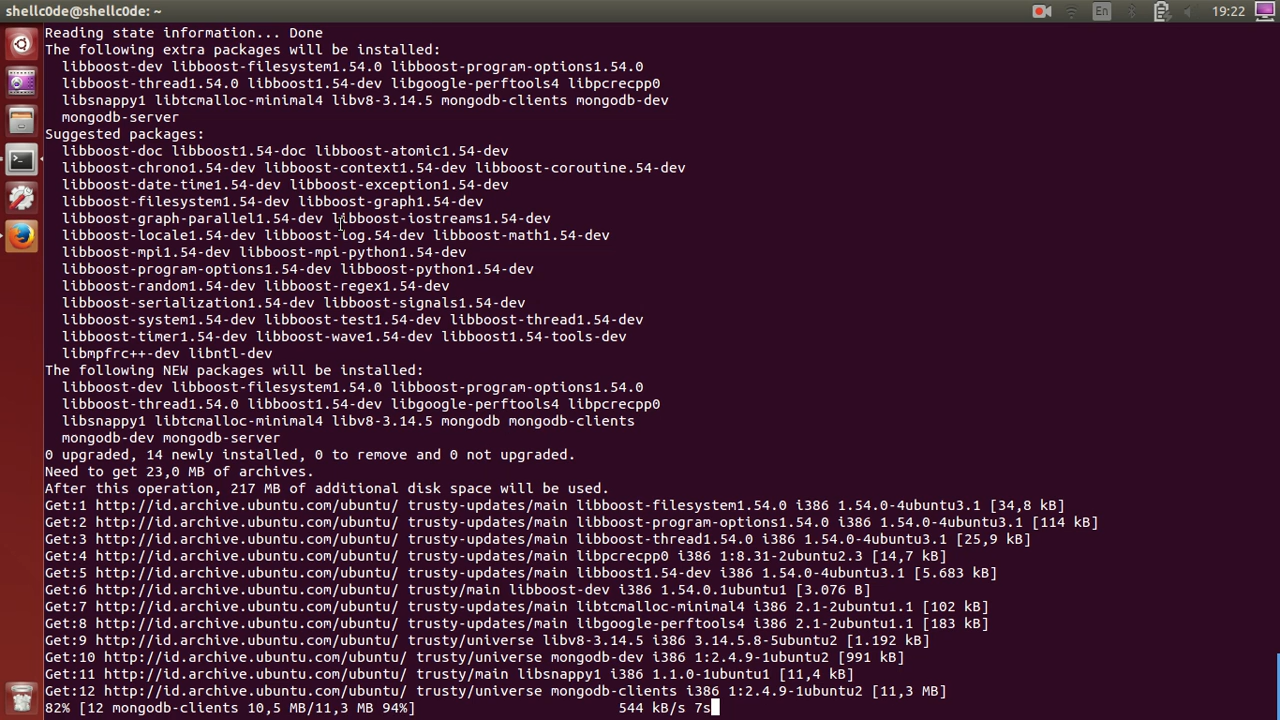 shellc0de@shellc0de: ~
En
19:22
Reading state information... Done
The following extra packages will be installed:
libboost-dev libboost-filesystem1.54.0 libboost-program-options1.54.0
libboost-thread1.54.0 libboost1.54-dev libgoogle-perftools4 libpcrecpp0
libsnappy1 libtcmalloc-minimal4 libv8-3.14.5 mongodb-clients mongodb-dev
mongodb-server
Suggested packages:
libboost-doc libboost1.54-doc libboost-atomic1.54-dev
libboost-chrono1.54-dev libboost-context1.54-dev libboost-coroutine.54-dev
libboost-date-time1.54-dev libboost-exception1.54-dev
libboost-filesystem1.54-dev libboost-graph1.54-dev
libboost-graph-parallel1.54-dev libboost-iostreams1.54-dev
libboost-locale1.54-dev libboost-log.54-dev libboost-math1.54-dev
libboost-mpi1.54-dev libboost-mpi-python1.54-dev
libboost-program-options1.54-dev libboost-python1.54-dev
libboost-random1.54-dev libboost-regex1.54-dev
libboost-serialization1.54-dev libboost-signals1.54-dev
libboost-system1.54-dev libboost-test1.54-dev libboost-thread1.54-dev
libboost-timer1.54-dev libboost-wave1.54-dev libboost1.54-tools-dev
libmpfrc++-dev libntl-dev
The following NEW packages will be installed:
libboost-dev libboost-filesystem1.54.0 libboost-program-options1.54.0
libboost-thread1.54.0 libboost1.54-dev libgoogle-perftools4 libpcrecpp0
libsnappy1 libtcmalloc-minimal4 libv8-3.14.5 mongodb mongodb-clients
mongodb-dev mongodb-server
0 upgraded, 14 newly installed, 0 to remove and 0 not upgraded.
Need to get 23,0 MB of archives.
After this operation, 217 MB of additional disk space will be used.
Get:1 http://id.archive.ubuntu.com/ubuntu/ trusty-updates/main libboost-filesystem1.54.0 i386 1.54.0-4ubuntu3.1 [34,8 kB]
Get:2 http://id.archive.ubuntu.com/ubuntu/ trusty-updates/main libboost-program-options1.54.0 i386 1.54.0-4ubuntu3.1 [114 kB]
Get:3 http://id.archive.ubuntu.com/ubuntu/ trusty-updates/main libboost-thread1.54.0 i386 1.54.0-4ubuntu3.1 [25,9 kB]
Get:4 http://id.archive.ubuntu.com/ubuntu/ trusty-updates/main libpcrecpp0 i386 1:8.31-2ubuntu2.3 [14,7 kB]
Get:5 http://id.archive.ubuntu.com/ubuntu/ trusty-updates/main libboost1.54-dev i386 1.54.0-4ubuntu3.1 [5.683 kB]
Get:6 http://id.archive.ubuntu.com/ubuntu/ trusty/main libboost-dev i386 1.54.0.1ubuntu1 [3.076 B]
Get:7 http://id.archive.ubuntu.com/ubuntu/ trusty-updates/main libtcmalloc-minimal4 i386 2.1-2ubuntu1.1 [102 kB]
Get:8 http://id.archive.ubuntu.com/ubuntu/ trusty-updates/main libgoogle-perftools4 i386 2.1-2ubuntu1.1 [183 kB]
Get:9 http://id.archive.ubuntu.com/ubuntu/ trusty/universe libv8-3.14.5 i386 3.14.5.8-5ubuntu2 [1.192 kB]
Get:10 http://id.archive.ubuntu.com/ubuntu/ trusty/universe mongodb-dev i386 1:2.4.9-1ubuntu2 [991 kB]
Get:11 http://id.archive.ubuntu.com/ubuntu/ trusty/main libsnappy1 i386 1.1.0-1ubuntu1 [11,4 kB]
Get:12 http://id.archive.ubuntu.com/ubuntu/ trusty/universe mongodb-clients i386 1:2.4.9-1ubuntu2 [11,3 MB]
82% [12 mongodb-clients 10,5 MB/11,3 MB 94%] 544 kB/s 7s